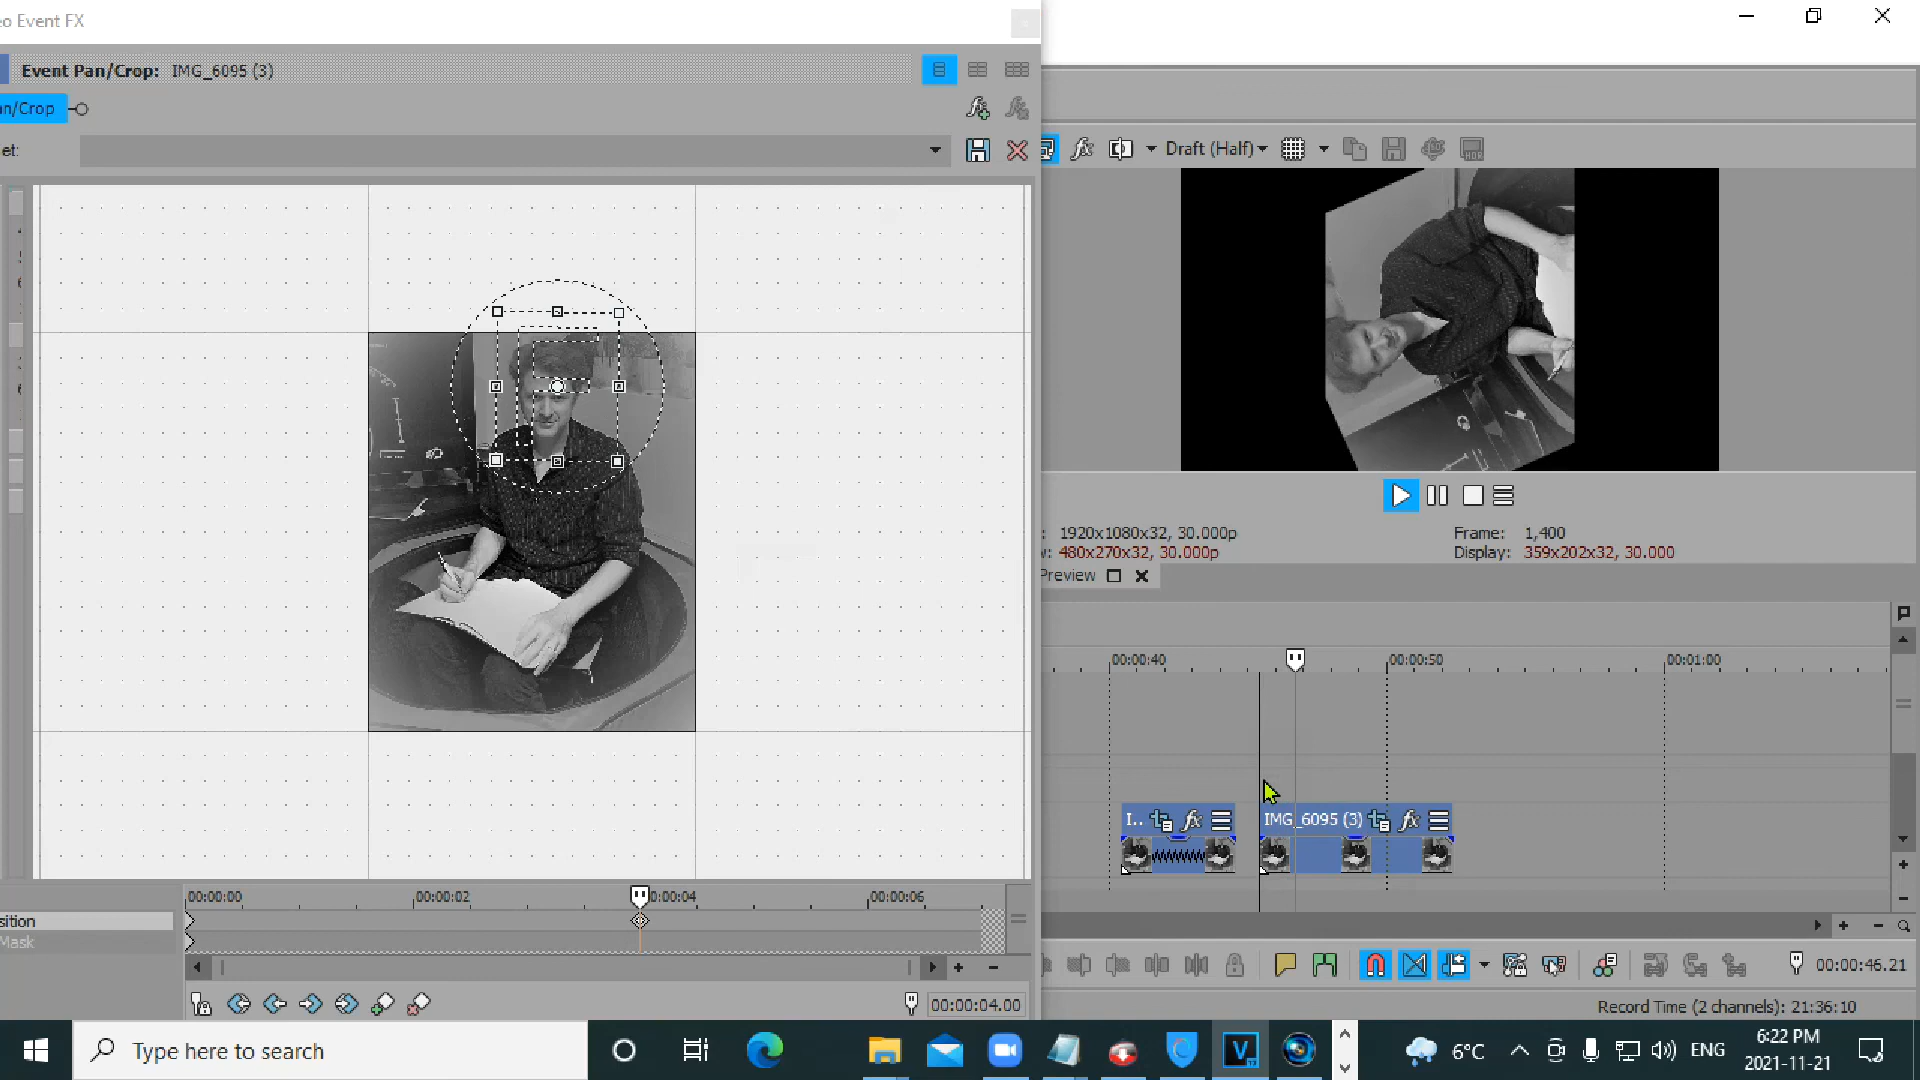 eo Event FX
Event Pan/Crop: IMG_6095 (3)
an/Crop
et:
Draft (Half)
: 1920x1080x32, 30.000p
Frame: 1,400
v: 480x270x32, 30.000p
Display: 359x202x32, 30.000
Preview
00:00:40
00:00:50
00:01:00
I..
IMG_6095 (3)
00:00:00
00:00:02
00:00:04
00:00:06
sition
Mask
00:00:04.00
00:00:46.21
Record Time (2 channels): 21:36:10
Type here to search
V
6°C
ENG
6:22 PM
2021-11-21